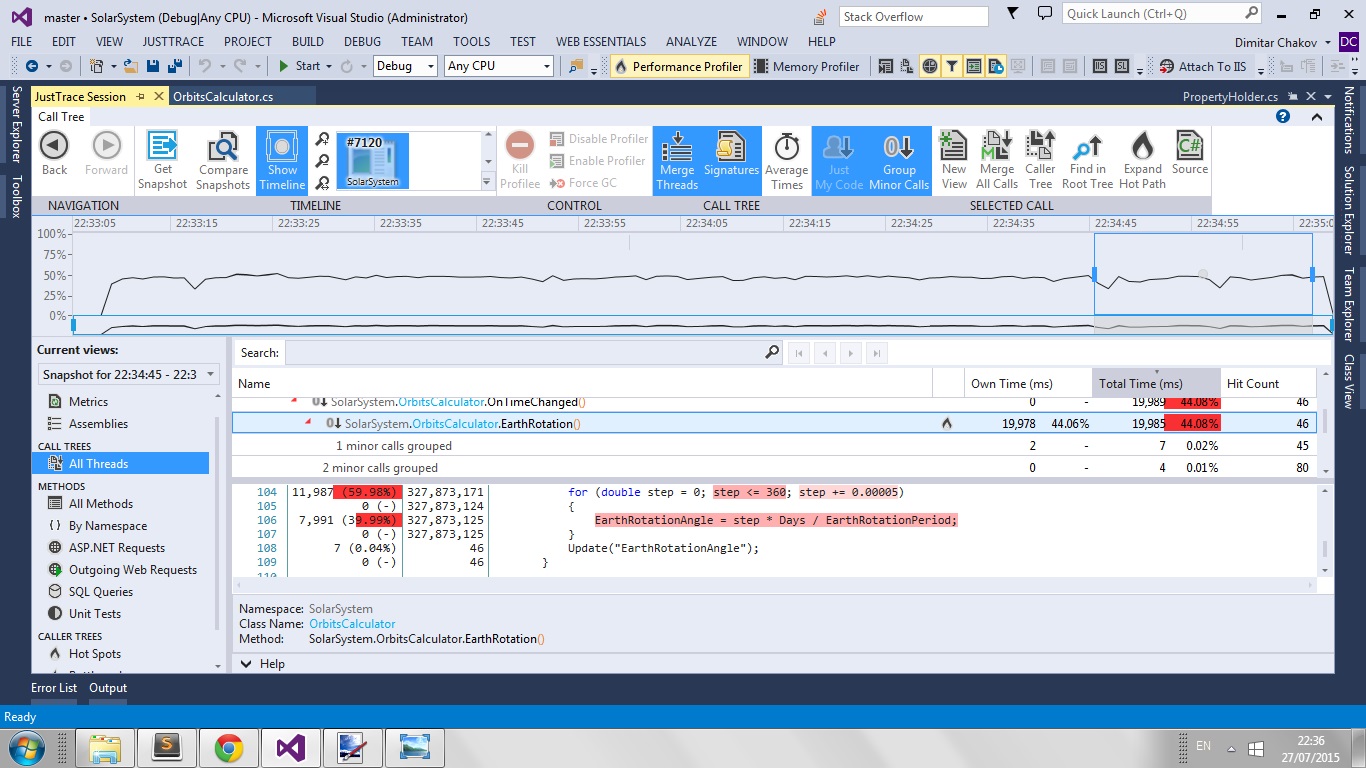 master • SolarSystem (Debug|Any CPU) - Microsoft Visual Studio (Administrator)
Stack Overflow
Quick Launch (Ctrl+Q)
FILE EDIT VIEW JUSTTRACE PROJECT BUILD DEBUG TEAM TOOLS TEST WEB ESSENTIALS ANALYZE WINDOW HELP
Dimitar Chakov DC
Start Debug Any CPU Performance Profiler Memory Profiler Attach To IIS
JustTrace Session OrbitsCalculator.cs PropertyHolder.cs
Server Explorer
Toolbox
Notifications
Solution Explorer
Team Explorer
Class View
Call Tree
Back
Forward
Get Snapshot
Compare Snapshots
Show Timeline
#7120
SolarSystem
Kill Profilee
Disable Profiler
Enable Profiler
Force GC
Merge Threads
Signatures
Average Times
Just My Code
Group Minor Calls
New View
Merge All Calls
Caller Tree
Find in Root Tree
Expand Hot Path
C#
Source
NAVIGATION TIMELINE CONTROL CALL TREE SELECTED CALL
22:33:05 22:33:15 22:33:25 22:33:35 22:33:45 22:33:55 22:34:05 22:34:15 22:34:25 22:34:35 22:34:45 22:34:55 22:35:0
100%
75%
50%
25%
0%
Current views:
Snapshot for 22:34:45 - 22:3
Metrics
Assemblies
CALL TREES
All Threads
METHODS
All Methods
By Namespace
ASP.NET Requests
Outgoing Web Requests
SQL Queries
Unit Tests
CALLER TREES
Hot Spots
Search:
Name Own Time (ms) Total Time (ms) Hit Count
SolarSystem.OrbitsCalculator.OnTimeChanged() 0 - 19,989 44.08% 46
SolarSystem.OrbitsCalculator.EarthRotation() 19,978 44.06% 19,985 44.08% 46
1 minor calls grouped 2 - 7 0.02% 45
2 minor calls grouped 0 - 4 0.01% 80
104 11,987 (59.98%) 327,873,171 for (double step = 0; step <= 360; step += 0.00005)
105 0 (-) 327,873,124 {
106 7,991 (39.99%) 327,873,125 EarthRotationAngle = step * Days / EarthRotationPeriod;
107 0 (-) 327,873,125 }
108 7 (0.04%) 46 Update("EarthRotationAngle");
109 0 (-) 46 }
110
Namespace: SolarSystem
Class Name: OrbitsCalculator
Method: SolarSystem.OrbitsCalculator.EarthRotation()
Help
Error List Output
Ready
EN
22:36
27/07/2015